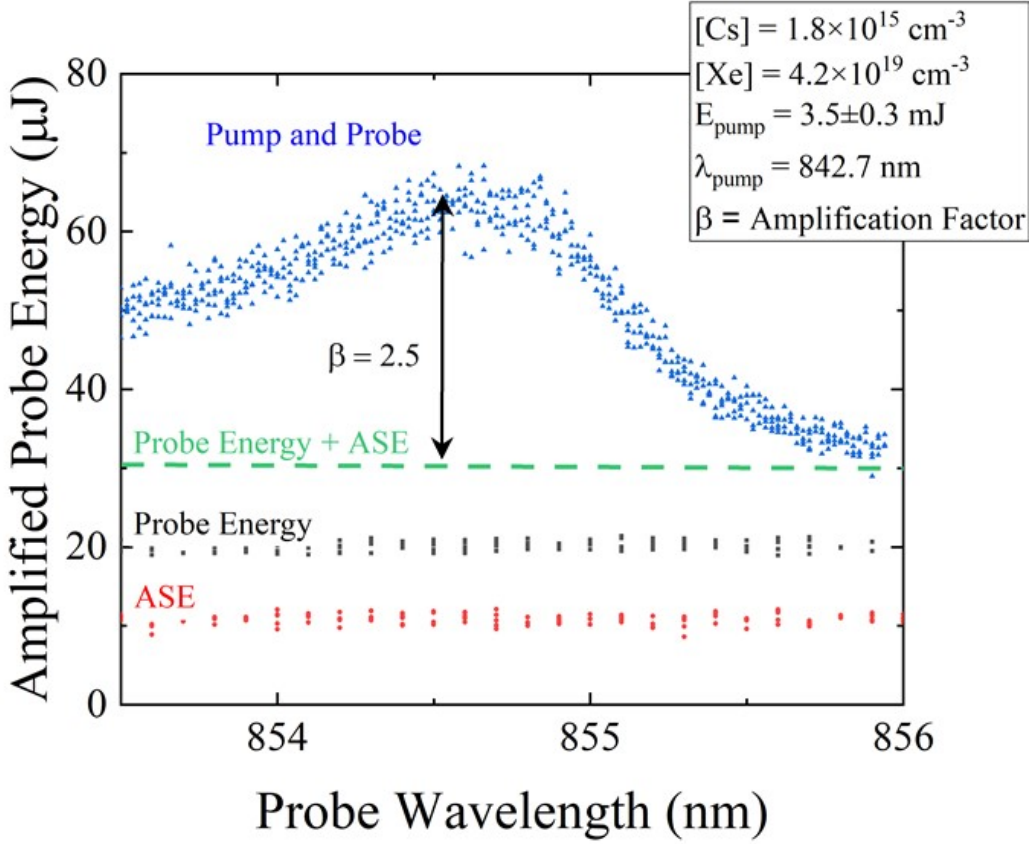 [Cs] = 1.8×10¹⁵ cm⁻³
[Xe] = 4.2×10¹⁹ cm⁻³
E_pump = 3.5±0.3 mJ
λ_pump = 842.7 nm
β = Amplification Factor
Amplified Probe Energy (μJ)
80
60
40
20
0
Pump and Probe
β = 2.5
Probe Energy + ASE
Probe Energy
ASE
854
855
856
Probe Wavelength (nm)